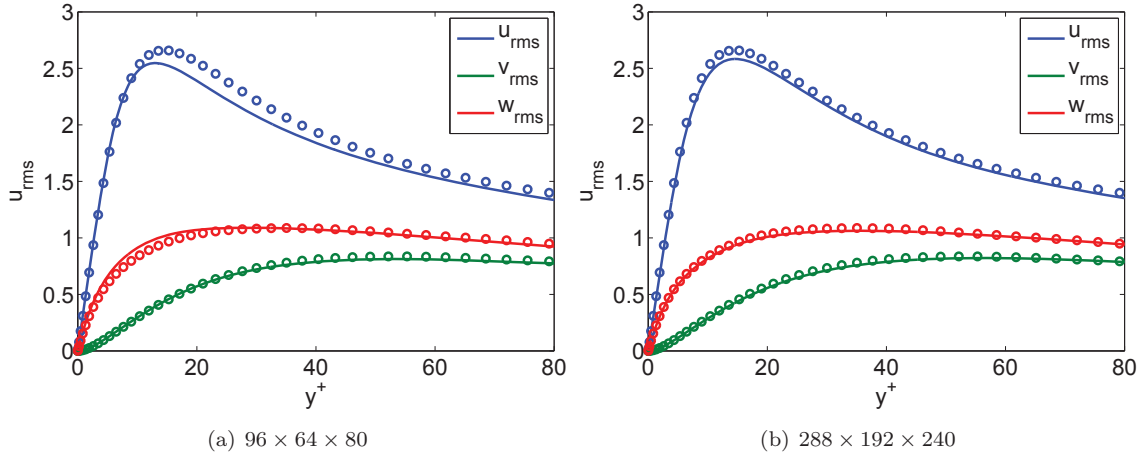 3
2.5
2
1.5
1
0.5
0
u_rms
0 20 40 60 80
y^+
u_rms
v_rms
w_rms
(a) 96 × 64 × 80
3
2.5
2
1.5
1
0.5
0
u_rms
0 20 40 60 80
y^+
u_rms
v_rms
w_rms
(b) 288 × 192 × 240